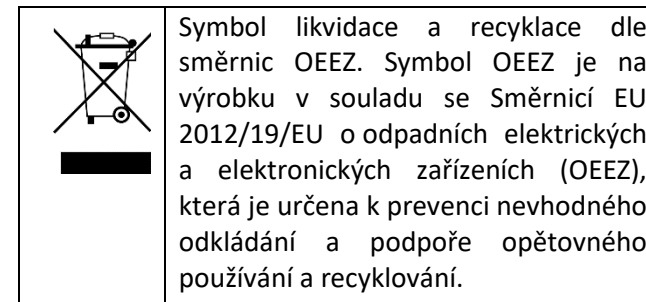 Symbol likvidace a recyklace dle
směrnic OEEZ. Symbol OEEZ je na
výrobku v souladu se Směrnicí EU
2012/19/EU o odpadních elektrických
a elektronických zařízeních (OEEZ),
která je určena k prevenci nevhodného
odkládání a podpoře opětovného
používání a recyklování.